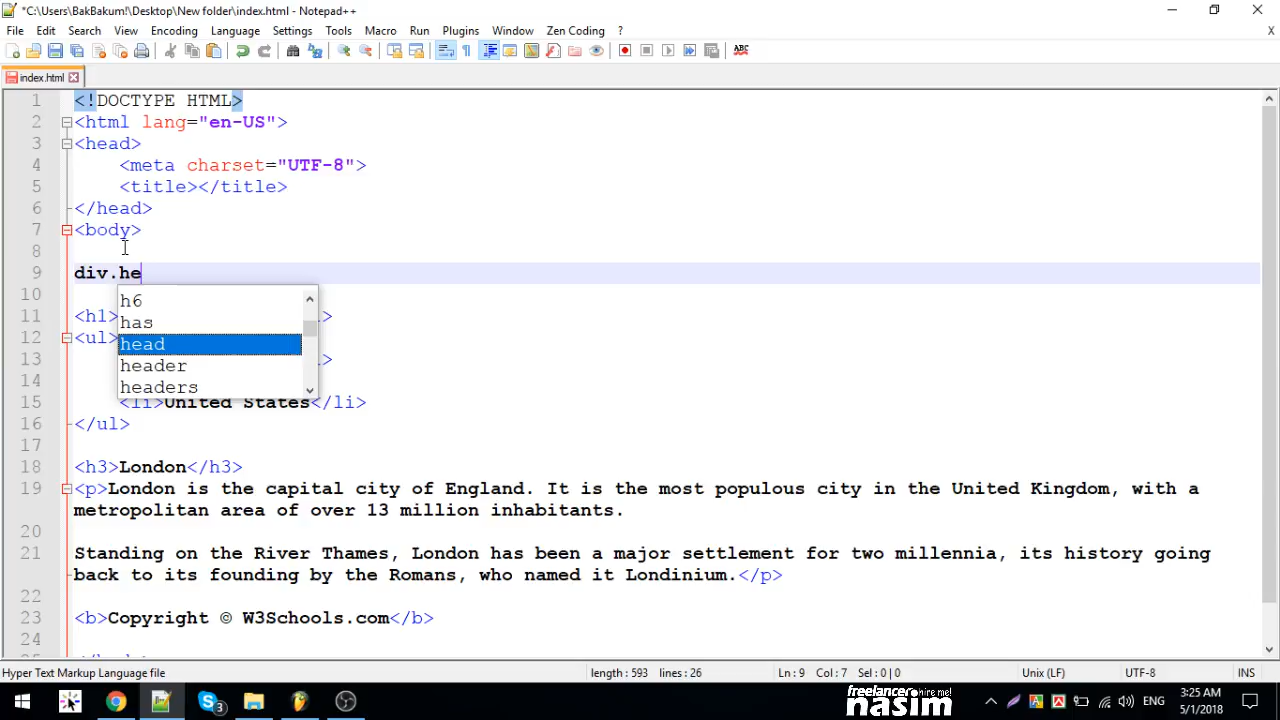 *C:\Users\BakBakum!\Desktop\New folder\index.html - Notepad++
File Edit Search View Encoding Language Settings Tools Macro Run Plugins Window Zen Coding ?
X
ABC
index.html
1 <!DOCTYPE HTML>
2 <html lang="en-US">
3 <head>
4 <meta charset="UTF-8">
5 <title></title>
6 </head>
7 <body>
8
9 div.he
10
h6
11 <h1> >
has
12 <ul>
head
13 >
header
14
headers
15 <li>United States</li>
16 </ul>
17
18 <h3>London</h3>
19 <p>London is the capital city of England. It is the most populous city in the United Kingdom, with a
metropolitan area of over 13 million inhabitants.
20
21 Standing on the River Thames, London has been a major settlement for two millennia, its history going
back to its founding by the Romans, who named it Londinium.</p>
22
23 <b>Copyright © W3Schools.com</b>
24
Hyper Text Markup Language file length : 593 lines : 26 Ln : 9 Col : 7 Sel : 0 | 0 Unix (LF) UTF-8 INS
3
freelancer hire me!
nasim
ENG
3:25 AM
5/1/2018